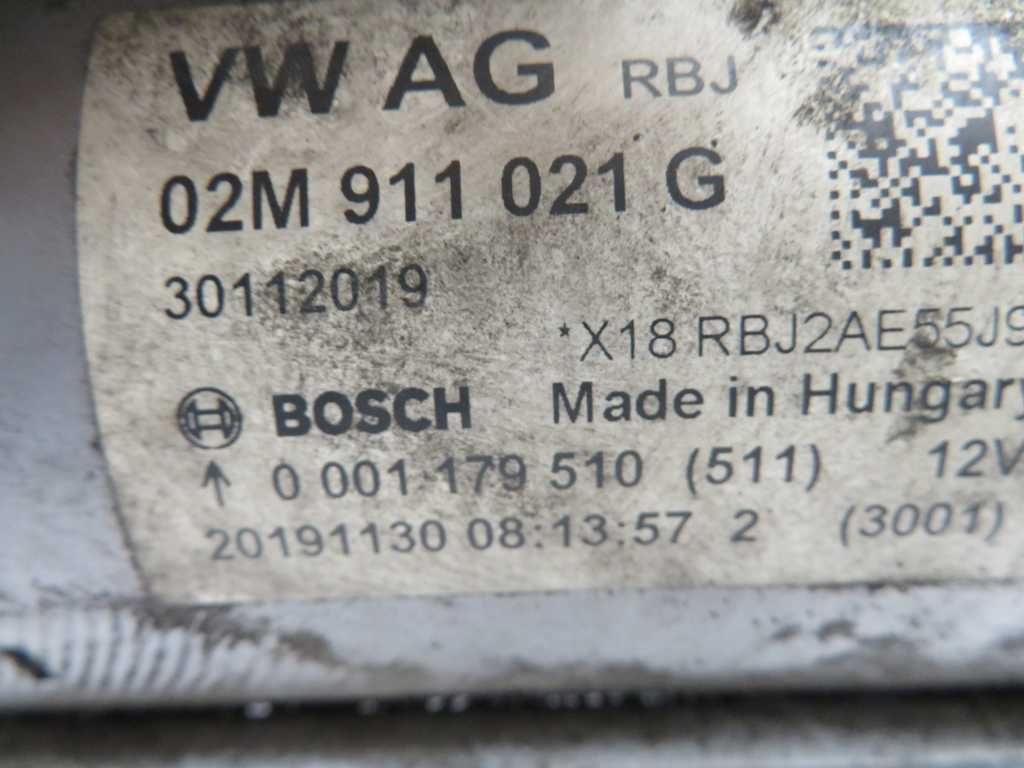 VW AG RBJ
02M 911 021 G
30112019
*X18 RBJ2AE55J9
BOSCH Made in Hungary
0 001 179 510 (511) 12V
20191130 08:13:57 2 (3001)